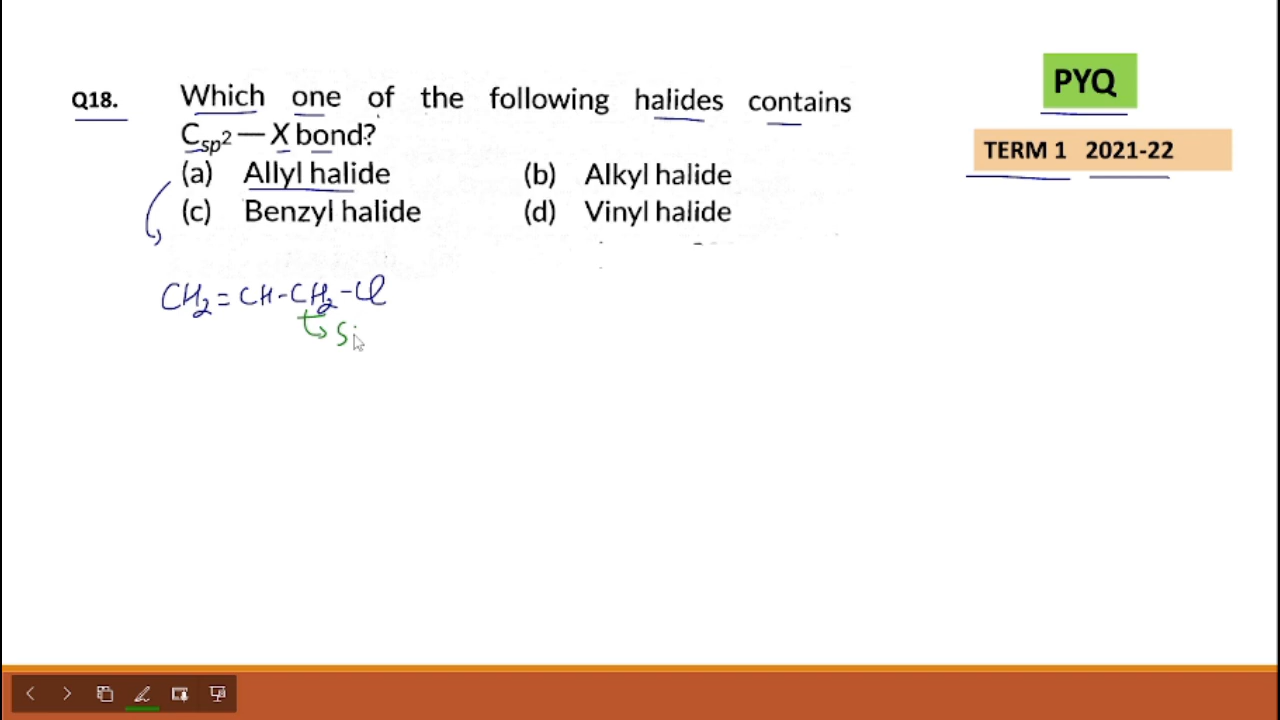 PYQ
TERM 1 2021-22
Q18. Which one of the following halides contains
Csp2 — X bond?
(a) Allyl halide (b) Alkyl halide
(c) Benzyl halide (d) Vinyl halide
CH2=CH-CH2-Cl